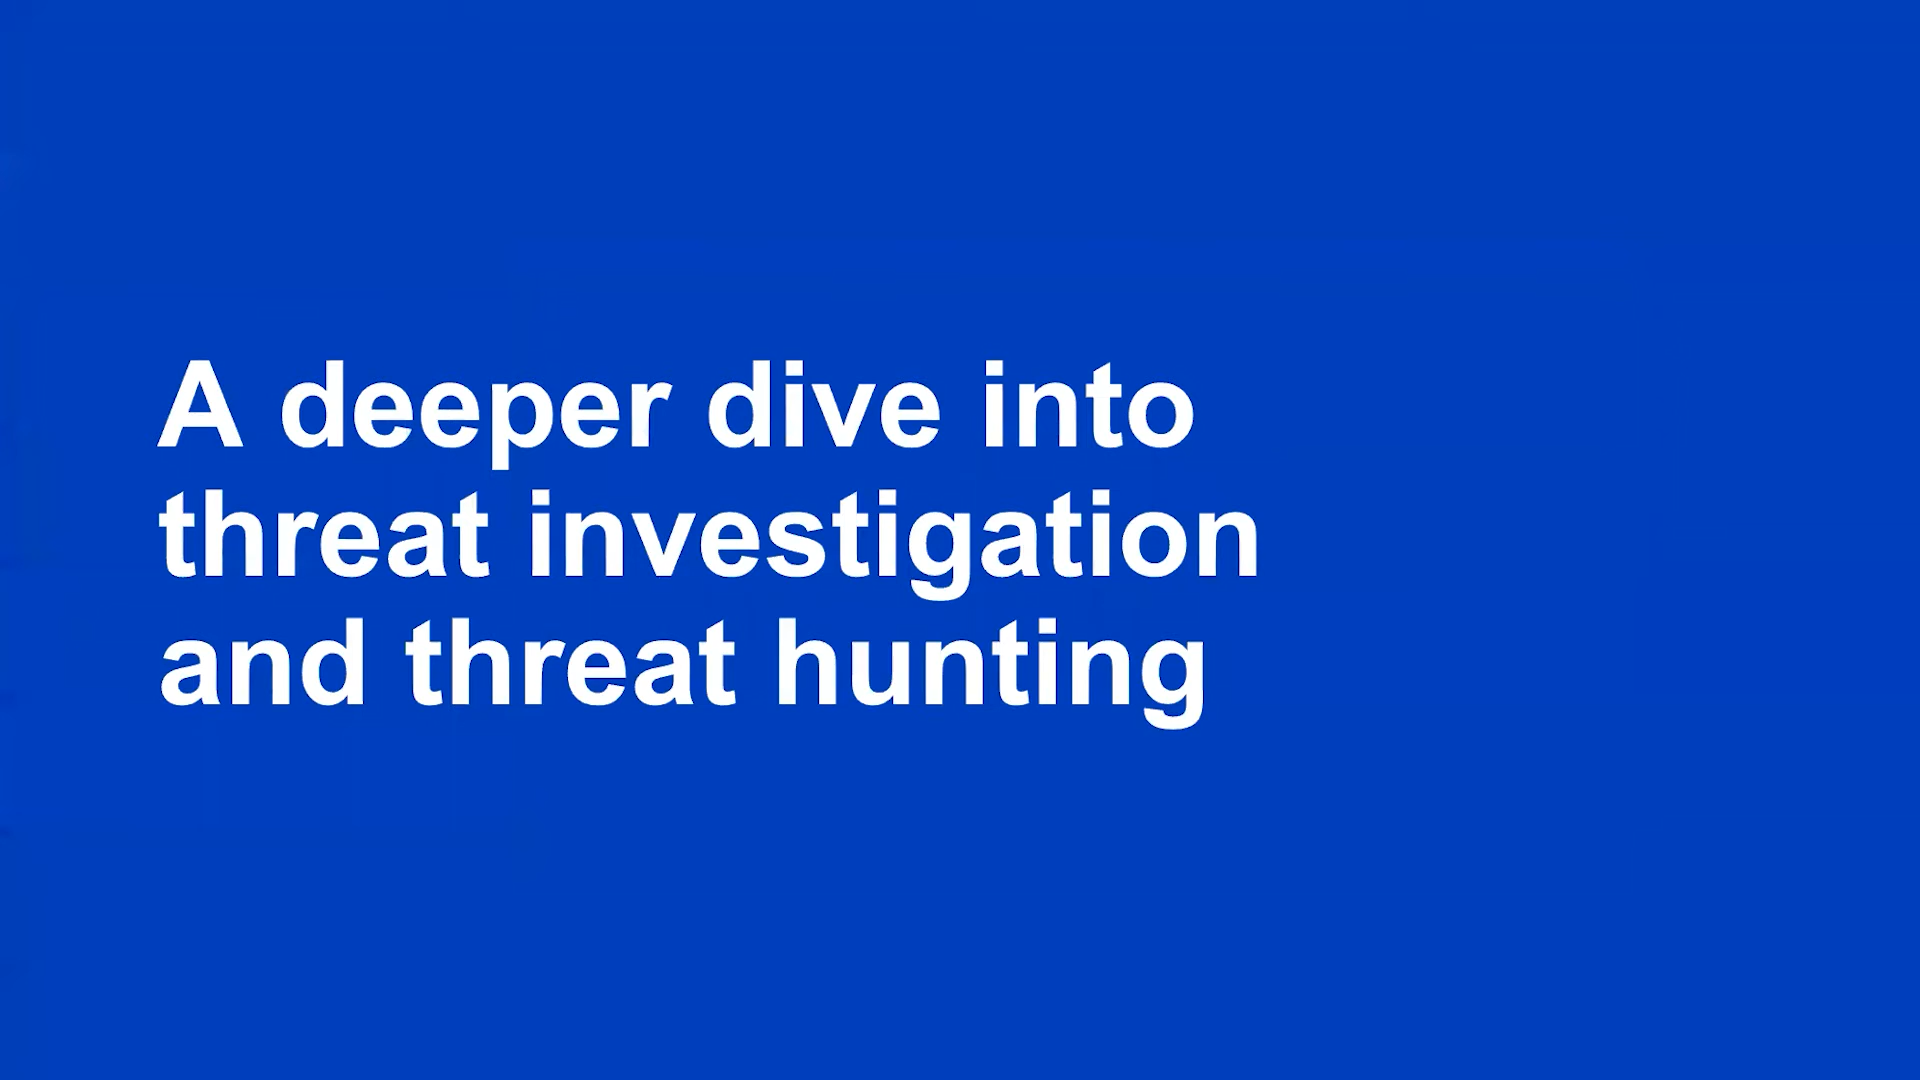 A deeper dive into
threat investigation
and threat hunting